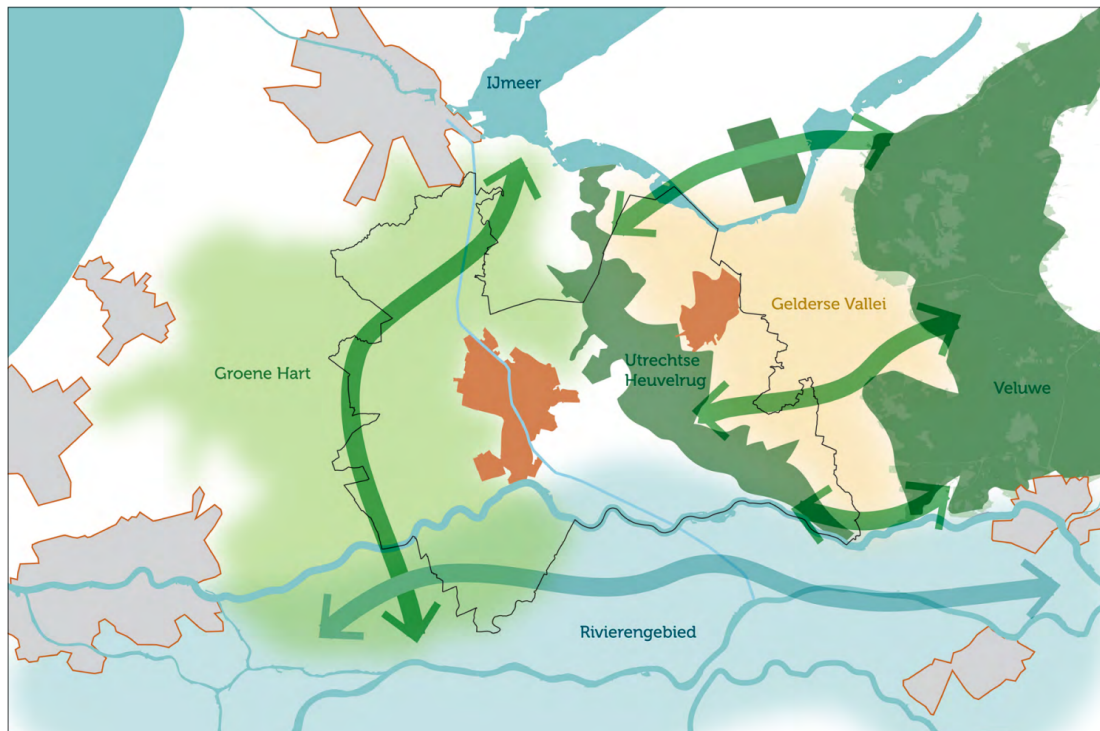 IJmeer
Gelderse Vallei
Utrechtse
Heuvelrug
Groene Hart
Veluwe
Rivierengebied